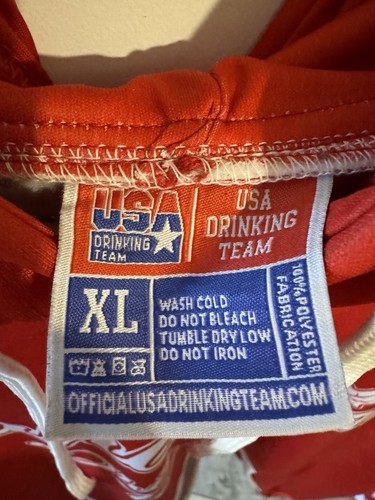 USA
DRINKING
TEAM
USA
DRINKING
TEAM
XL
WASH COLD
DO NOT BLEACH
TUMBLE DRY LOW
DO NOT IRON
100% POLYESTER
FABRICATION
OFFICIALUSADRINKINGTEAM.COM